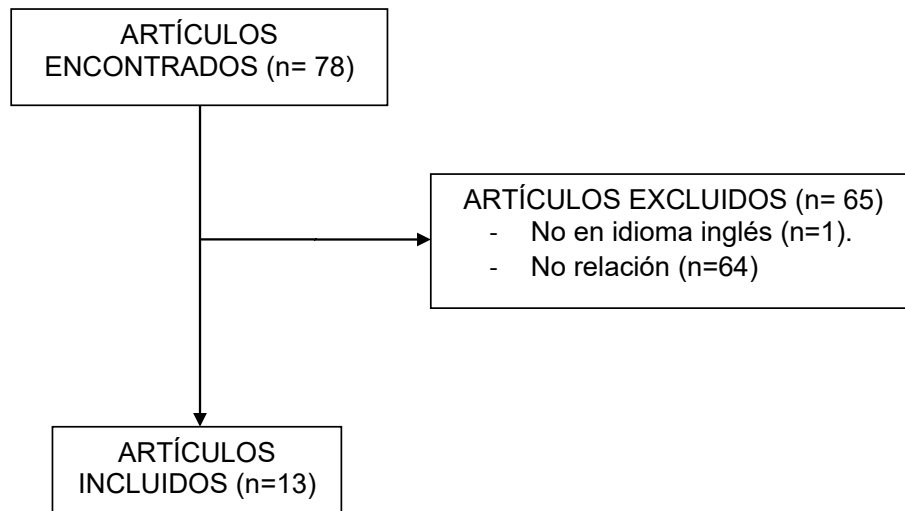 ARTÍCULOS
ENCONTRADOS (n= 78)
ARTÍCULOS EXCLUIDOS (n= 65)
- No en idioma inglés (n=1).
- No relación (n=64)
ARTÍCULOS
INCLUIDOS (n=13)